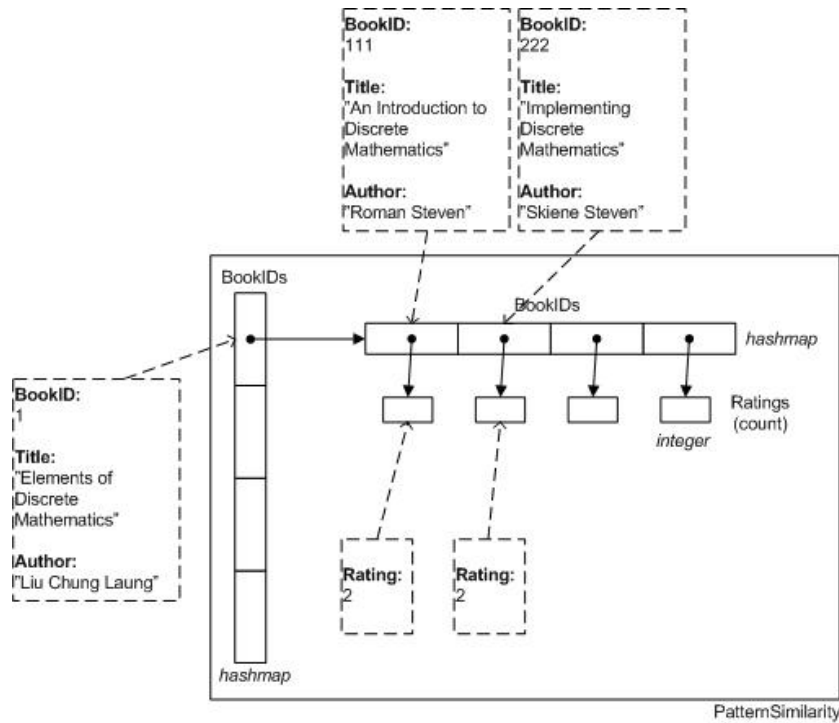 BookID:
111
Title:
"An Introduction to
Discrete
Mathematics"
Author:
"Roman Steven"
BookID:
222
Title:
"Implementing
Discrete
Mathematics"
Author:
"Skiene Steven"
BookIDs
BookIDs
hashmap
BookID:
1
Title:
"Elements of
Discrete
Mathematics"
Author:
"Liu Chung Laung"
Ratings
(count)
integer
Rating:
2
Rating:
2
hashmap
PatternSimilarity